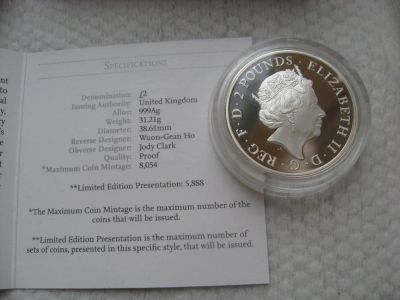 SPECIFICATIONS
Denomination: £2
Issuing Authority: United Kingdom
Alloy: 999Ag
Weight: 31.21g
Diameter: 38.61mm
Reverse Designer: Wuon-Gean Ho
Obverse Designer: Jody Clark
Quality: Proof
*Maximum Coin Mintage: 8,054
**Limited Edition Presentation: 5,888
*The Maximum Coin Mintage is the maximum number of the
coins that will be issued.
**Limited Edition Presentation is the maximum number of
sets of coins, presented in this specific style, that will be issued.
ELIZABETH II · D · G · REG · F · D · 2 POUNDS ·